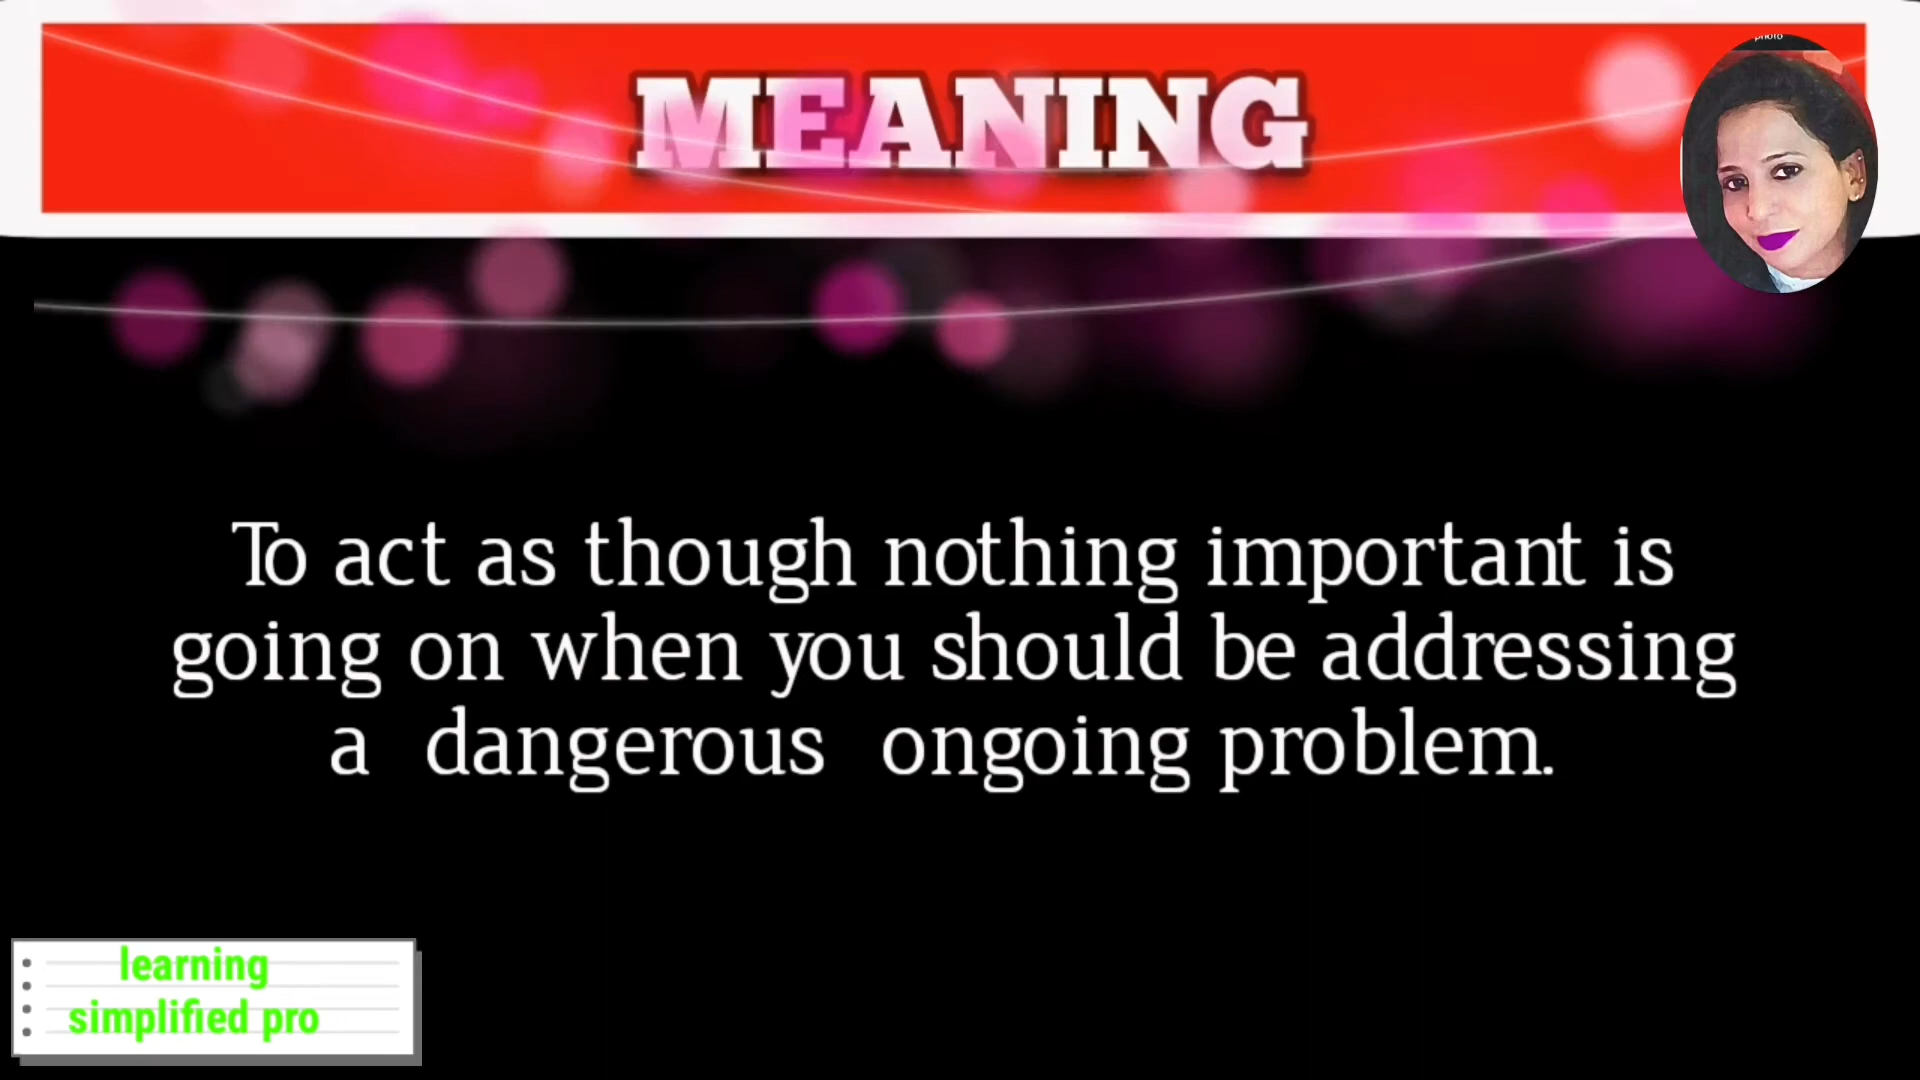 photo
MEANING
To act as though nothing important is
going on when you should be addressing
a dangerous ongoing problem.
learning
simplified pro